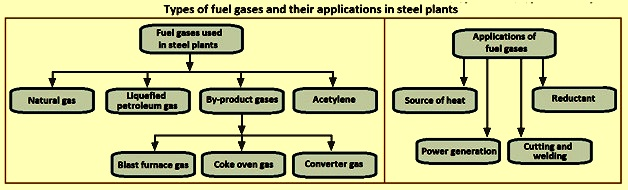 Types of fuel gases and their applications in steel plants
Fuel gases used
in steel plants
Natural gas
Liquefied
petroleum gas
By-product gases
Acetylene
Blast furnace gas
Coke oven gas
Converter gas
Applications of
fuel gases
Source of heat
Reductant
Power generation
Cutting and
welding